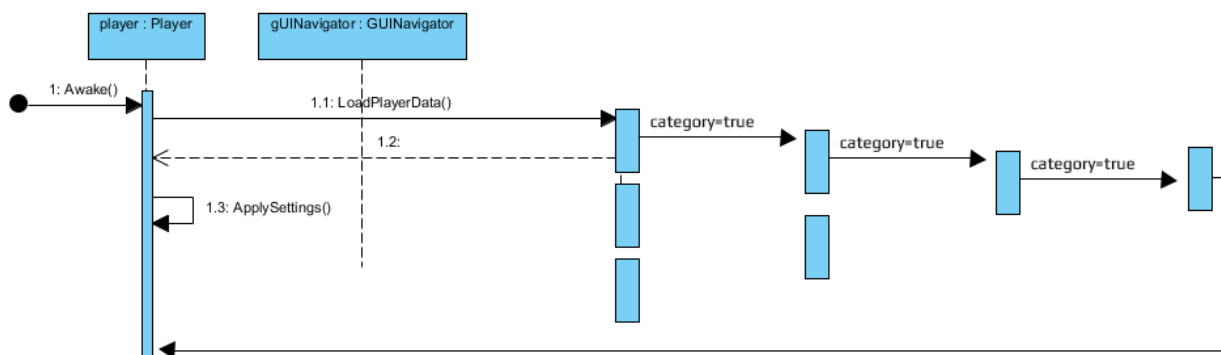 player : Player
gUINavigator : GUINavigator
1: Awake()
1.1: LoadPlayerData()
category=true
category=true
category=true
1.2:
1.3: ApplySettings()